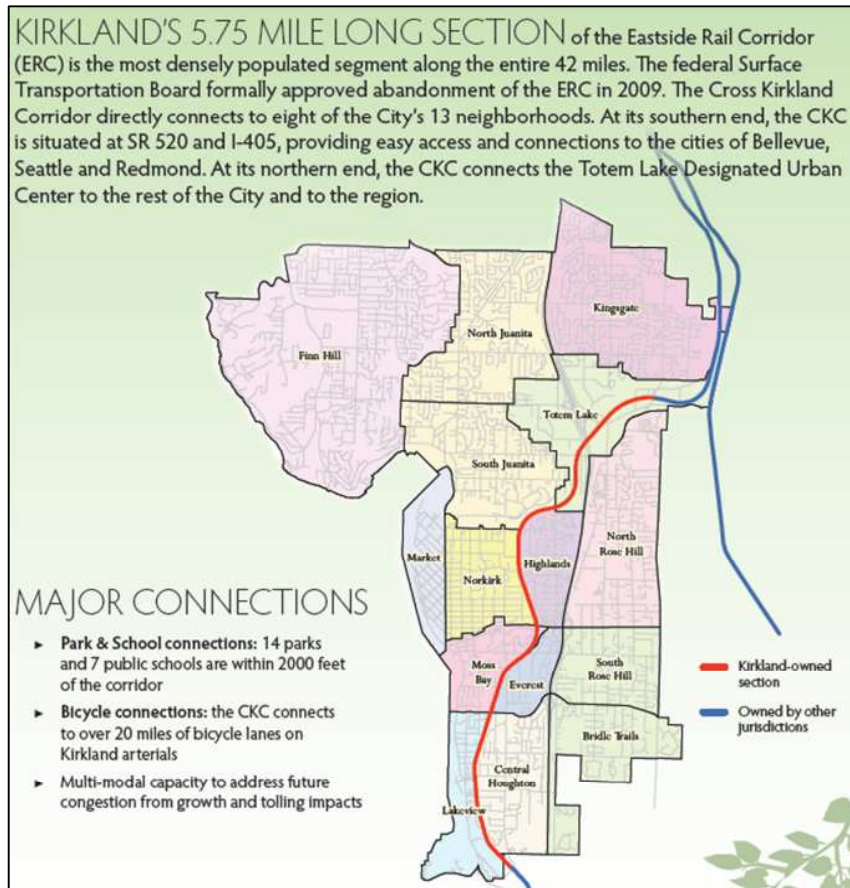 KIRKLAND'S 5.75 MILE LONG SECTION of the Eastside Rail Corridor
(ERC) is the most densely populated segment along the entire 42 miles. The federal Surface
Transportation Board formally approved abandonment of the ERC in 2009. The Cross Kirkland
Corridor directly connects to eight of the City's 13 neighborhoods. At its southern end, the CKC
is situated at SR 520 and I-405, providing easy access and connections to the cities of Bellevue,
Seattle and Redmond. At its northern end, the CKC connects the Totem Lake Designated Urban
Center to the rest of the City and to the region.
Kingsgate
North Juanita
Finn Hill
Totem Lake
South Juanita
North
Rose Hill
Market
Highlands
Norkirk
MAJOR CONNECTIONS
► Park & School connections: 14 parks
and 7 public schools are within 2000 feet
of the corridor
► Bicycle connections: the CKC connects
to over 20 miles of bicycle lanes on
Kirkland arterials
► Multi-modal capacity to address future
congestion from growth and tolling impacts
Moss
Bay
Everest
South
Rose Hill
Bridle Trails
Central
Houghton
Lakeview
Kirkland-owned
section
Owned by other
jurisdictions